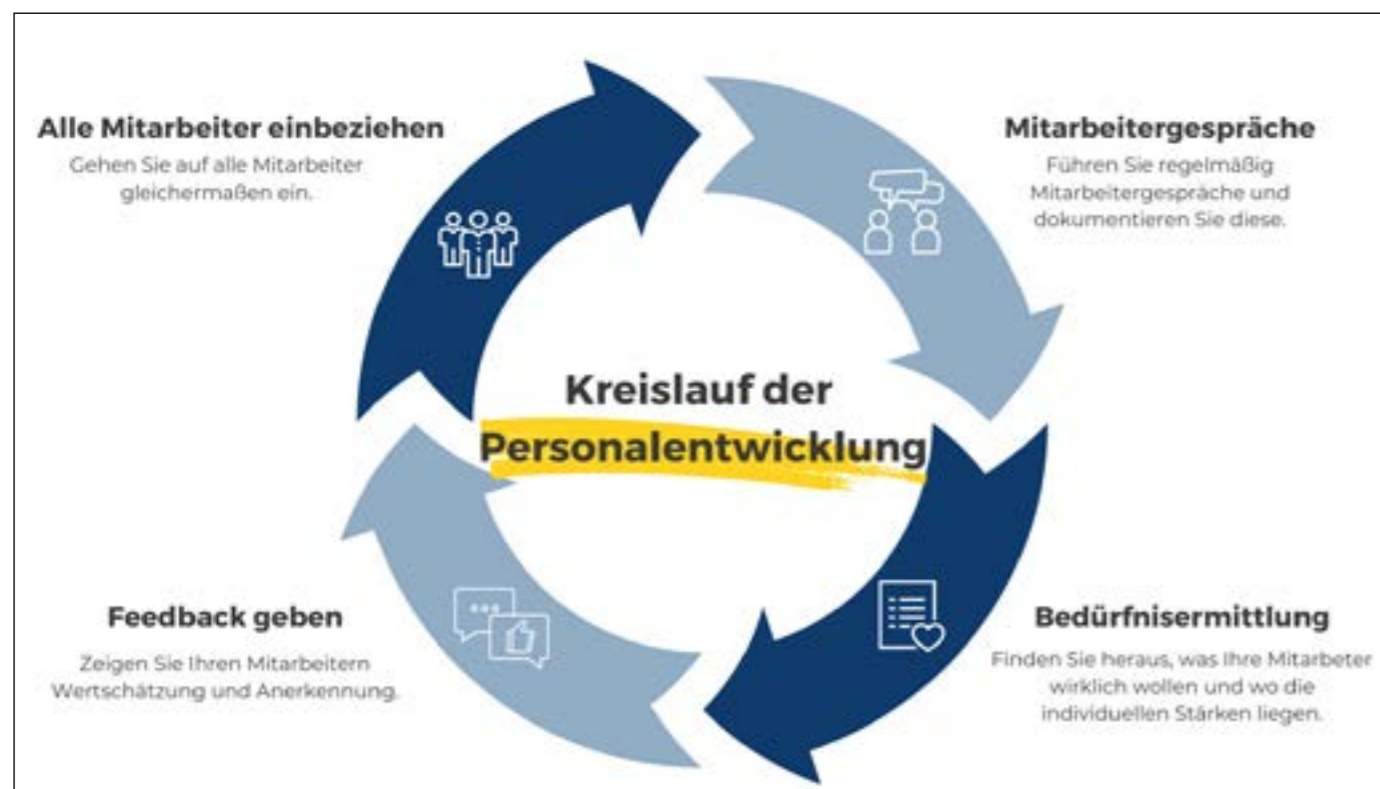 Alle Mitarbeiter einbeziehen
Gehen Sie auf alle Mitarbeiter
gleichermaßen ein.
Mitarbeitergespräche
Führen Sie regelmäßig
Mitarbeitergespräche und
dokumentieren Sie diese.
Kreislauf der
Personalentwicklung
Feedback geben
Zeigen Sie Ihren Mitarbeitern
Wertschätzung und Anerkennung.
Bedürfnisermittlung
Finden Sie heraus, was Ihre Mitarbeter
wirklich wollen und wo die
individuellen Stärken liegen.